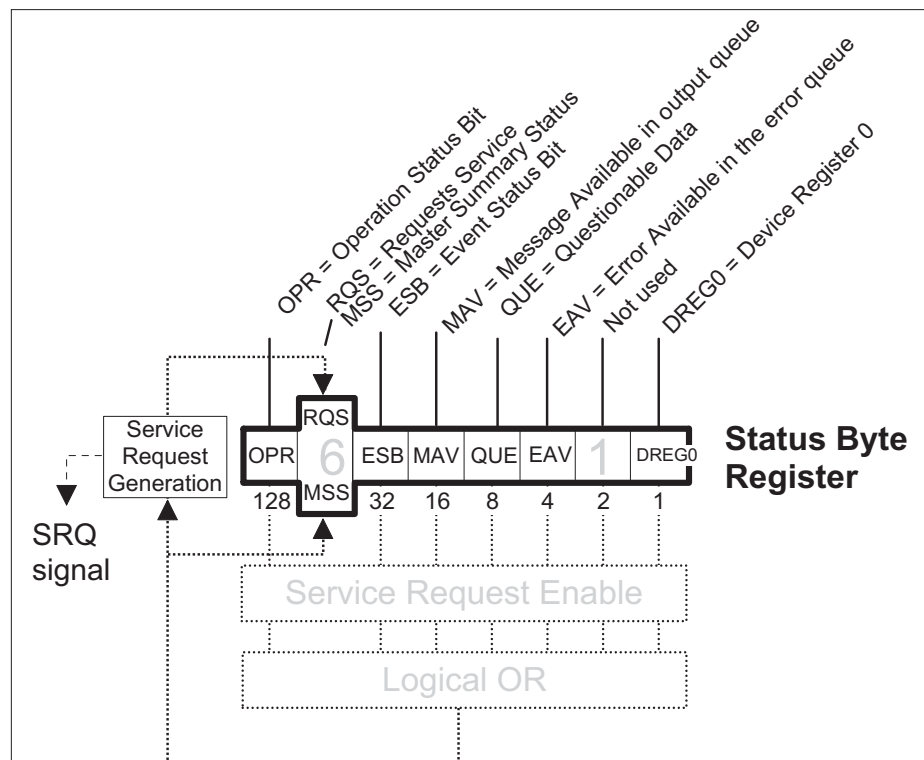 OPR = Operation Status Bit
RQS = Requests Service
MSS = Master Summary Status
ESB = Event Status Bit
MAV = Message Available in output queue
QUE = Questionable Data
EAV = Error Available in the error queue
Not used
DREG0 = Device Register 0
Service
Request
Generation
SRQ
signal
RQS
OPR 6 ESB MAV QUE EAV 1 DREG0
MSS
128 32 16 8 4 2 1
Status Byte
Register
Service Request Enable
Logical OR